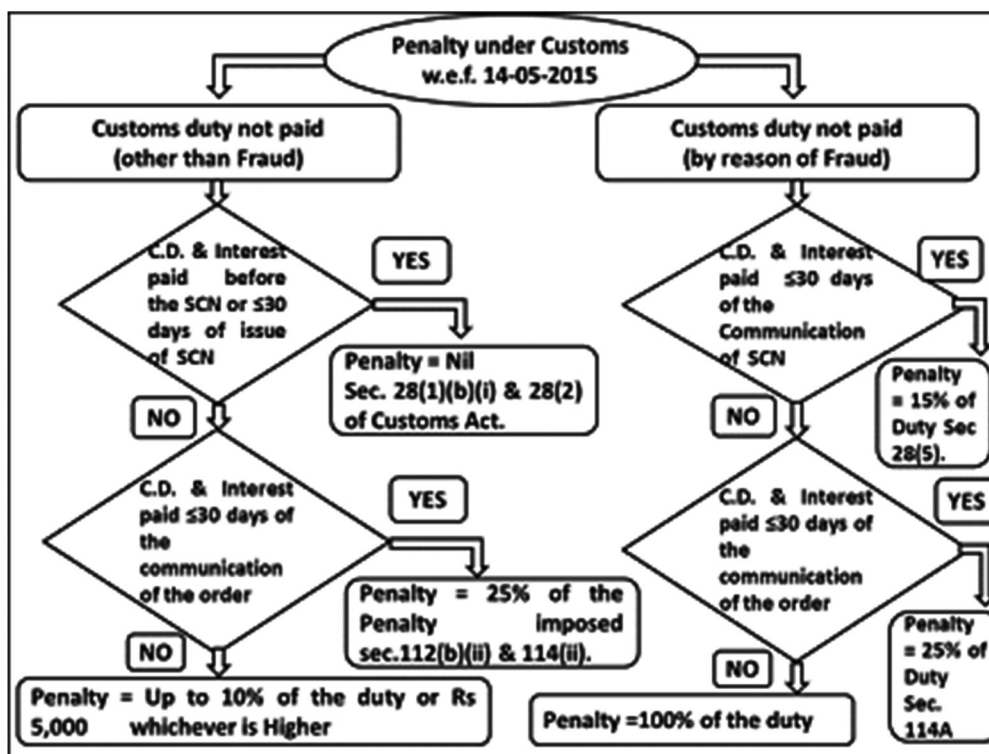 Penalty under Customs
w.e.f. 14-05-2015
Customs duty not paid
(other than Fraud)
Customs duty not paid
(by reason of Fraud)
C.D. & Interest
paid before
the SCN or ≤30
days of issue
of SCN
YES
Penalty = Nil
Sec. 28(1)(b)(i) & 28(2)
of Customs Act.
NO
C.D. & Interest
paid ≤30 days of
the
communication
of the order
YES
Penalty = 25% of the
Penalty imposed
sec.112(b)(ii) & 114(ii).
NO
Penalty = Up to 10% of the duty or Rs
5,000 whichever is Higher
C.D. & Interest
paid ≤30 days
of the
Communication
of SCN
YES
Penalty
= 15% of
Duty Sec
28(5).
NO
C.D. & Interest
paid ≤30 days of
the
communication
of the order
YES
Penalty
= 25% of
Duty
Sec.
114A
NO
Penalty =100% of the duty